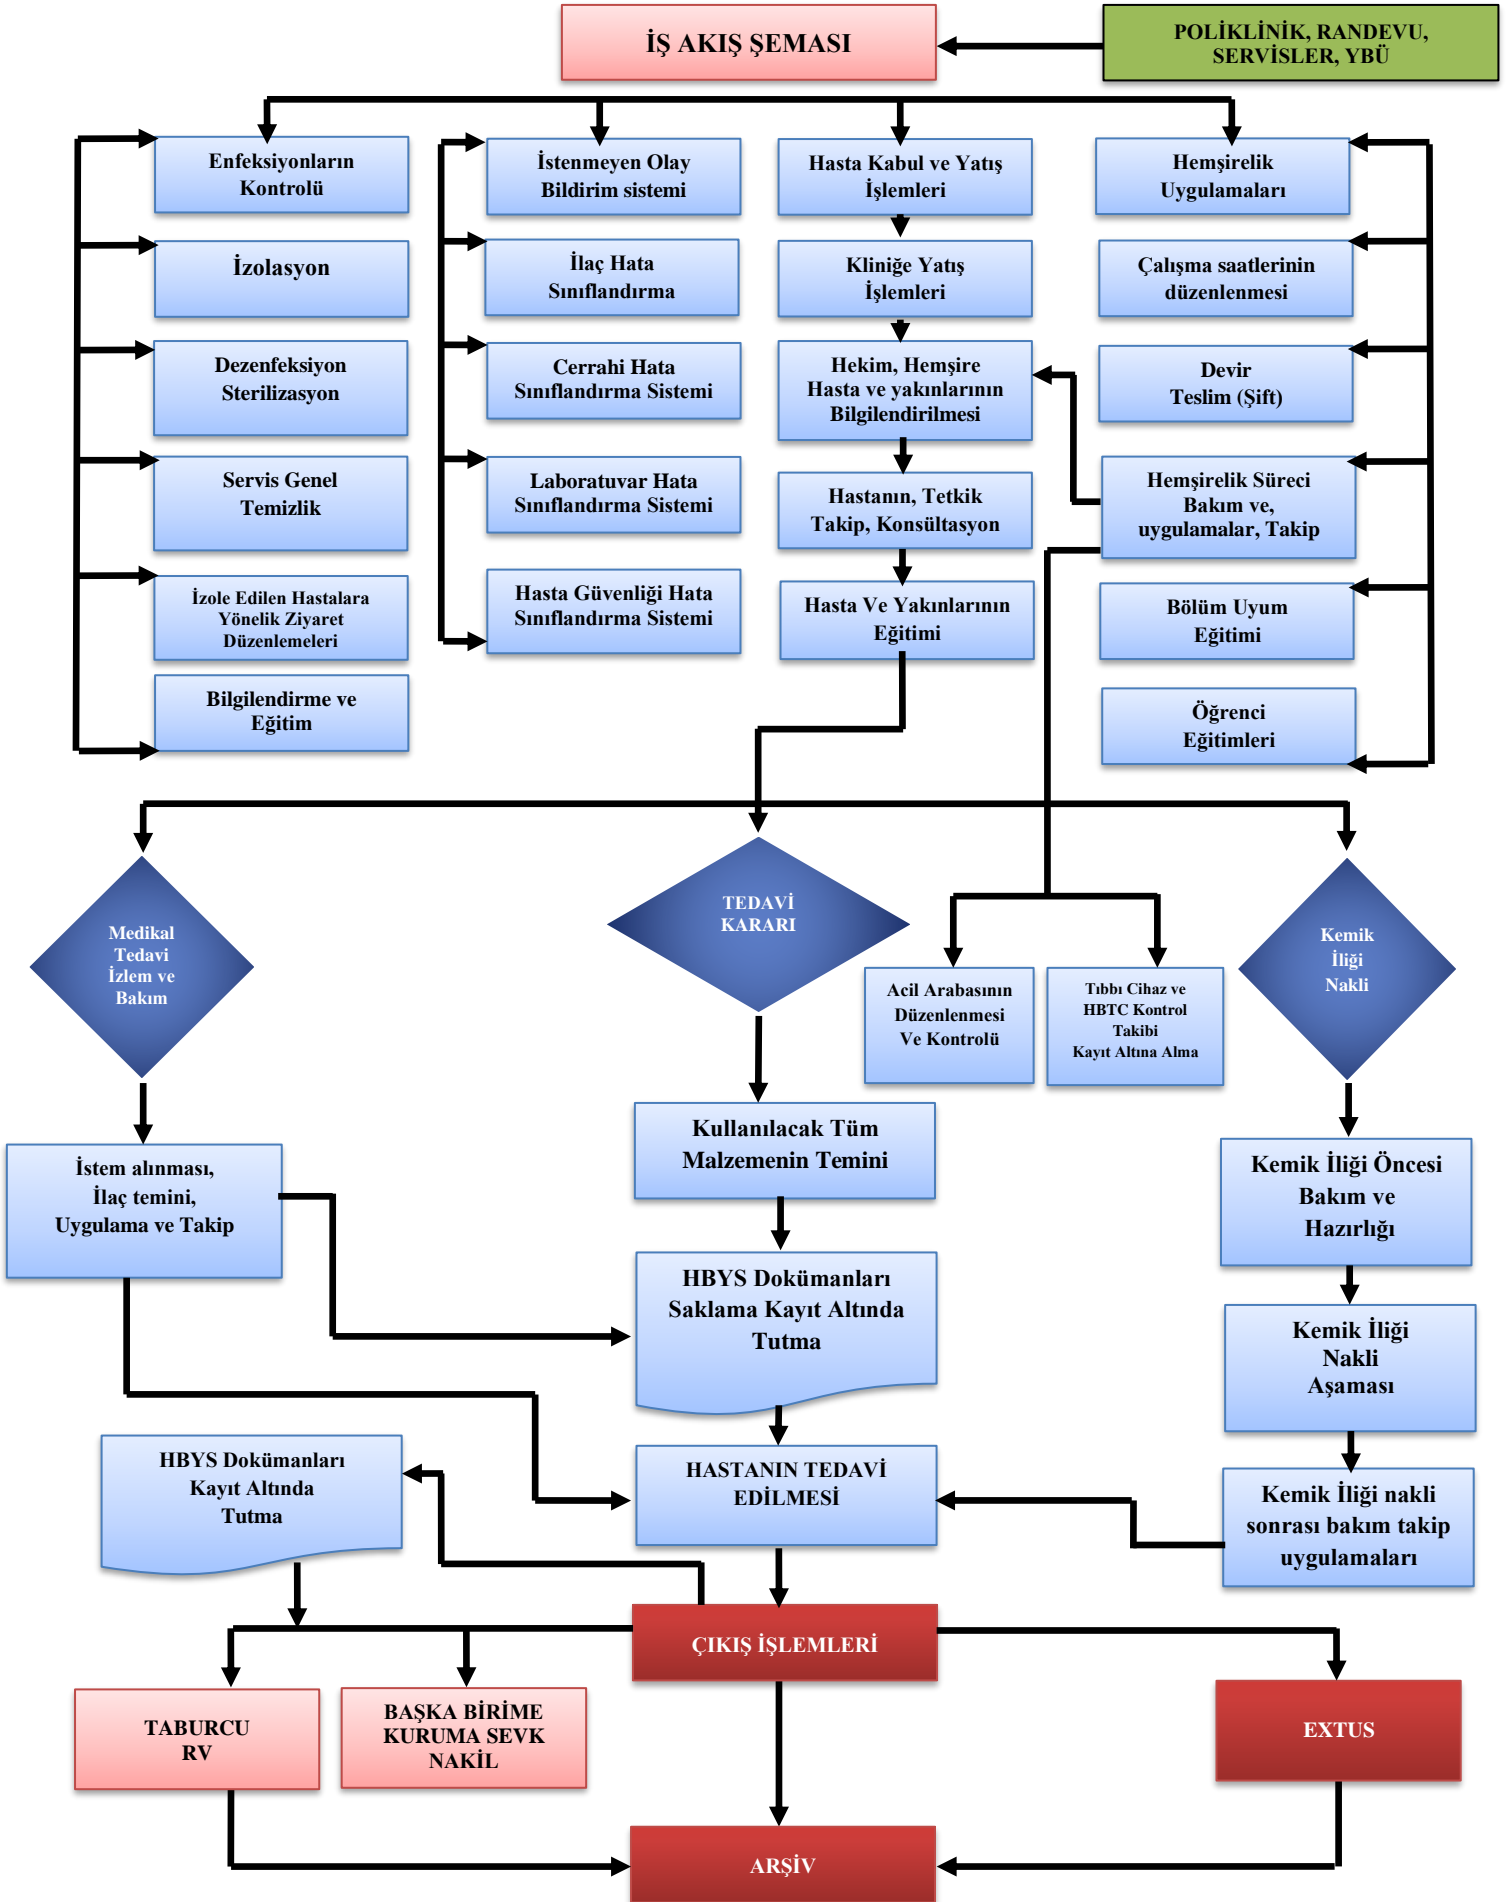 İŞ AKIŞ ŞEMASI
POLİKLİNİK, RANDEVU,
SERVİSLER, YBÜ
Enfeksiyonların
Kontrolü
İzolasyon
Dezenfeksiyon
Sterilizasyon
Servis Genel
Temizlik
İzole Edilen Hastalara
Yönelik Ziyaret
Düzenlemeleri
Bilgilendirme ve
Eğitim
İstenmeyen Olay
Bildirim sistemi
İlaç Hata
Sınıflandırma
Cerrahi Hata
Sınıflandırma Sistemi
Laboratuvar Hata
Sınıflandırma Sistemi
Hasta Güvenliği Hata
Sınıflandırma Sistemi
Hasta Kabul ve Yatış
İşlemleri
Kliniğe Yatış
İşlemleri
Hekim, Hemşire
Hasta ve yakınlarının
Bilgilendirilmesi
Hastanın, Tetkik
Takip, Konsültasyon
Hasta Ve Yakınlarının
Eğitimi
Hemşirelik
Uygulamaları
Çalışma saatlerinin
düzenlenmesi
Devir
Teslim (Şift)
Hemşirelik Süreci
Bakım ve,
uygulamalar, Takip
Bölüm Uyum
Eğitimi
Öğrenci
Eğitimleri
Medikal
Tedavi
İzlem ve
Bakım
TEDAVİ
KARARI
Kemik
İliği
Nakli
Acil Arabasının
Düzenlenmesi
Ve Kontrolü
Tıbbı Cihaz ve
HBTC Kontrol
Takibi
Kayıt Altına Alma
İstem alınması,
İlaç temini,
Uygulama ve Takip
Kullanılacak Tüm
Malzemenin Temini
Kemik İliği Öncesi
Bakım ve
Hazırlığı
HBYS Dokümanları
Saklama Kayıt Altında
Tutma
Kemik İliği
Nakli
Aşaması
HBYS Dokümanları
Kayıt Altında
Tutma
HASTANIN TEDAVİ
EDİLMESİ
Kemik İliği nakli
sonrası bakım takip
uygulamaları
ÇIKIŞ İŞLEMLERİ
TABURCU
RV
BAŞKA BİRİME
KURUMA SEVK
NAKİL
EXTUS
ARŞİV